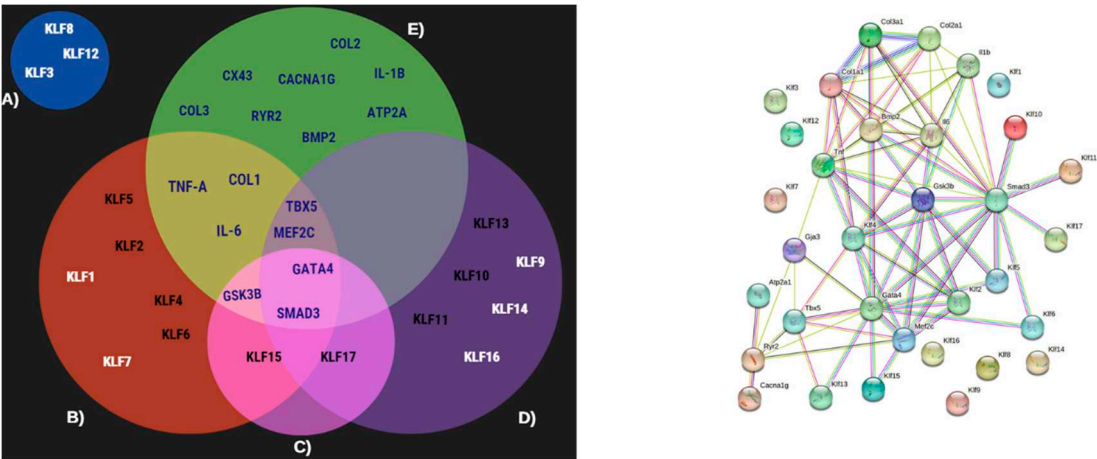 KLF8
KLF12
KLF3
A)
E)
COL2
CX43
CACNA1G
IL-1B
COL3
RYR2
ATP2A
BMP2
TNF-A
COL1
KLF5
TBX5
IL-6
MEF2C
KLF13
KLF2
KLF1
GATA4
KLF9
KLF10
KLF4
GSK3B
KLF14
SMAD3
KLF11
KLF6
KLF7
KLF15
KLF17
KLF16
B)
D)
C)
Col3a1
Col2a1
Il1b
Col1a1
Klf1
Klf3
Bmp2
Il6
Klf10
Klf12
Tnf
Klf11
Klf7
Gsk3b
Smad3
Klf4
Klf17
Gja3
Klf5
Atp2a1
Gata4
Klf2
Tbx5
Klf6
Mef2c
Ryr2
Klf16
Klf8
Klf14
Cacna1g
Klf13
Klf15
Klf9